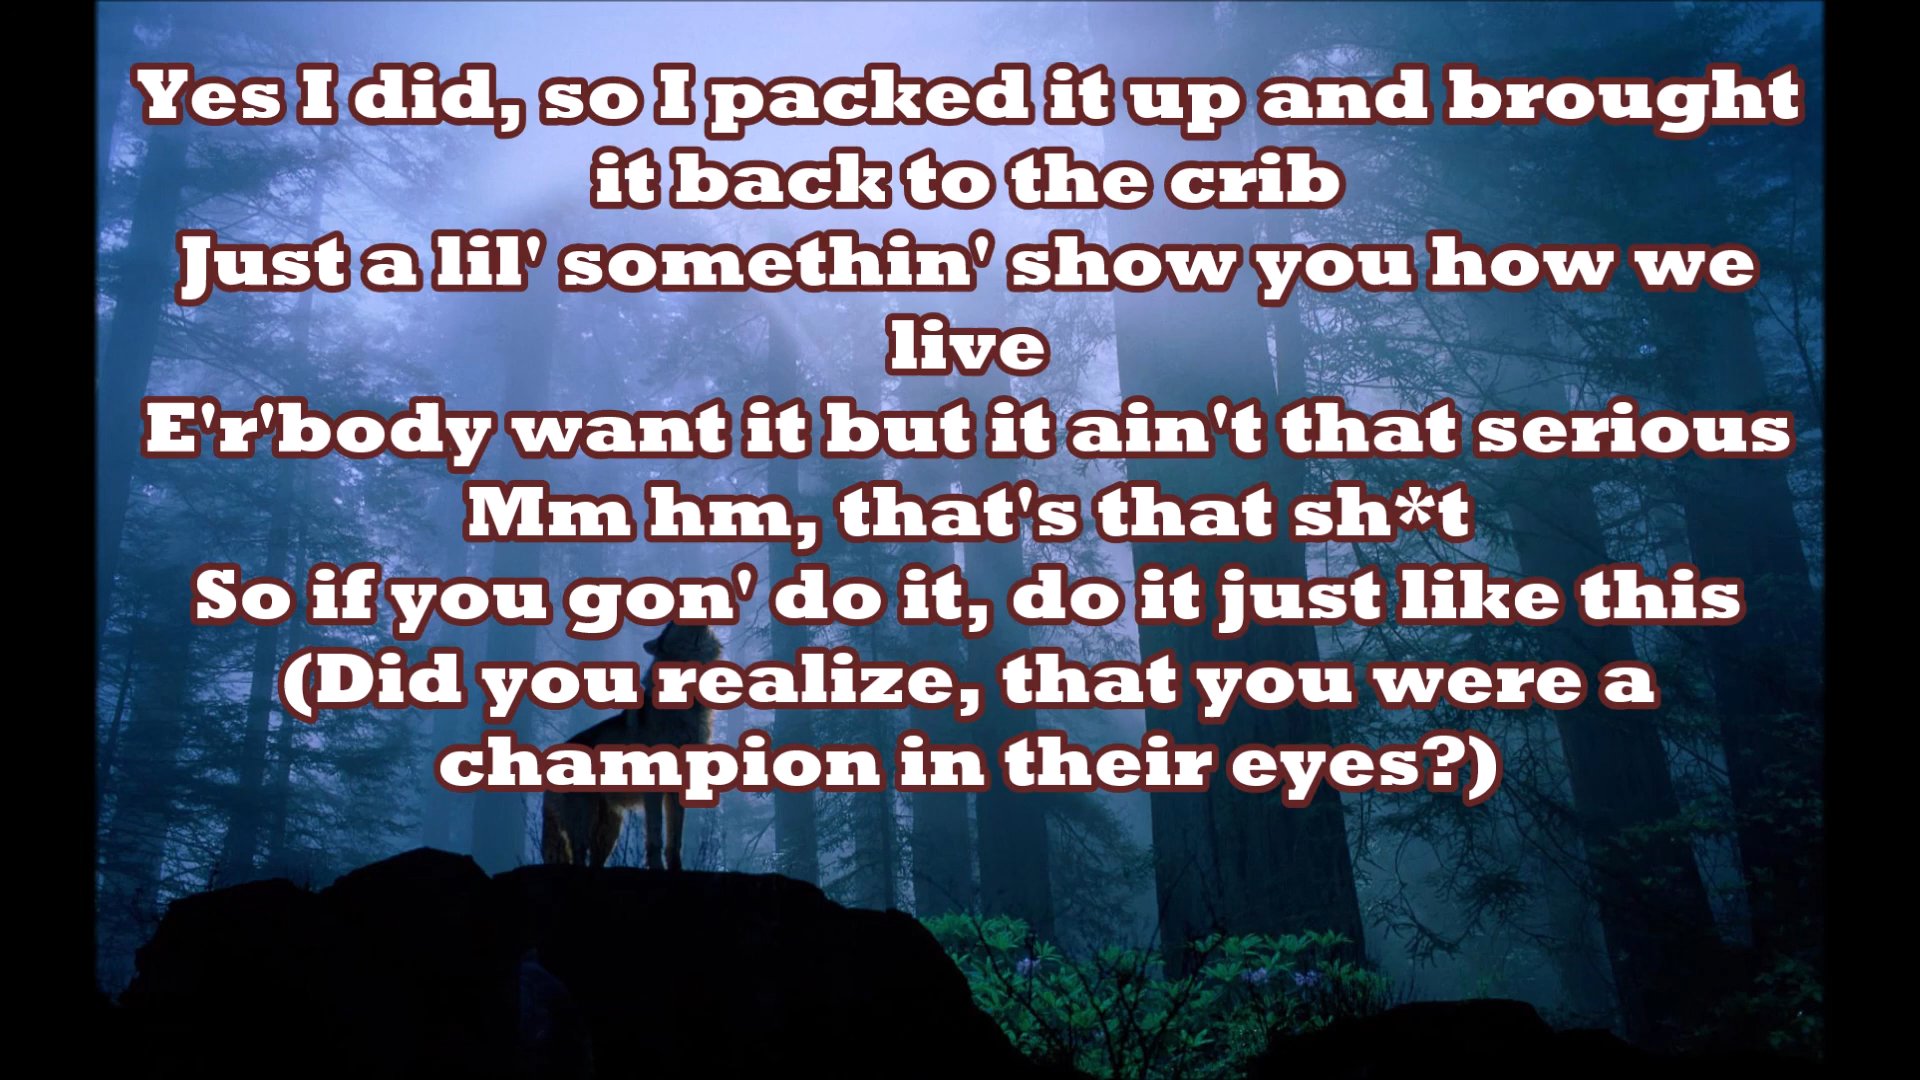 Yes I did, so I packed it up and brought
it back to the crib
Just a lil' somethin' show you how we
live
E'r'body want it but it ain't that serious
Mm hm, that's that sh*t
So if you gon' do it, do it just like this
(Did you realize, that you were a
champion in their eyes?)